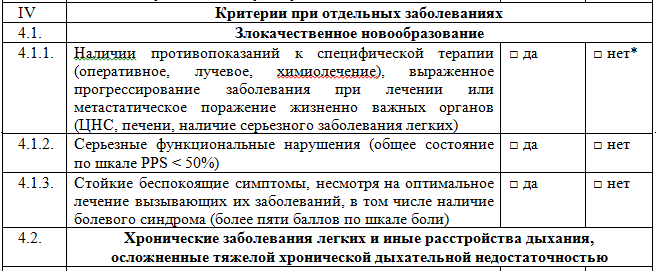 IV Критерии при отдельных заболеваниях
4.1. Злокачественное новообразование
4.1.1. Наличии противопоказаний к специфической терапии □ да □ нет*
(оперативное, лучевое, химиолечение), выраженное
прогрессирование заболевания при лечении или
метастатическое поражение жизненно важных органов
(ЦНС, печени, наличие серьезного заболевания легких)
4.1.2. Серьезные функциональные нарушения (общее состояние □ да □ нет
по шкале PPS < 50%)
4.1.3. Стойкие беспокоящие симптомы, несмотря на оптимальное □ да □ нет
лечение вызывающих их заболеваний, в том числе наличие
болевого синдрома (более пяти баллов по шкале боли)
4.2. Хронические заболевания легких и иные расстройства дыхания,
осложненные тяжелой хронической дыхательной недостаточностью